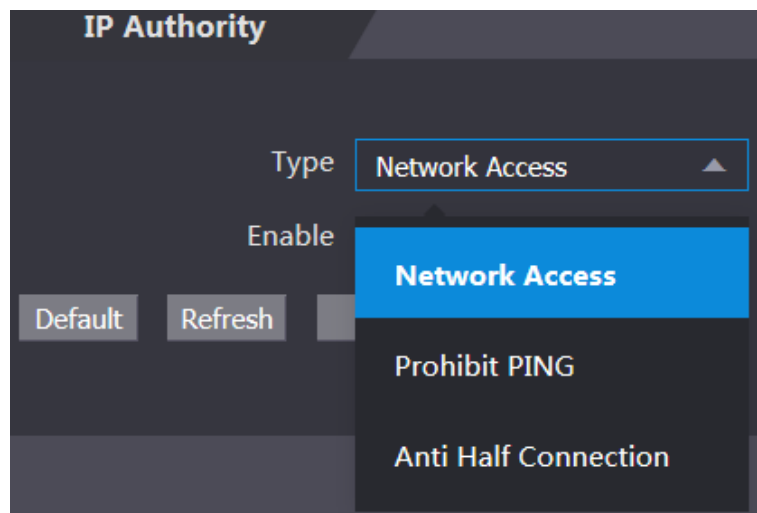 IP Authority
Type Network Access
Enable
Network Access
Default Refresh
Prohibit PING
Anti Half Connection